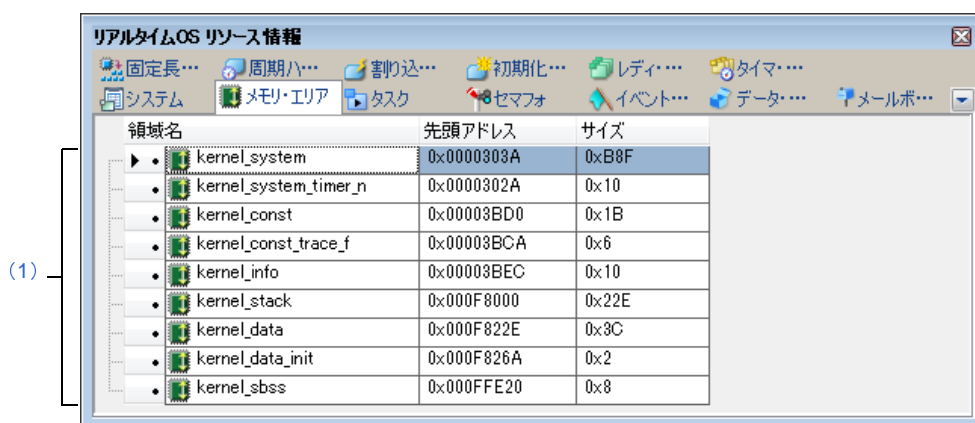 リアルタイムOS リソース情報
固定長… 周期ハ… 割り込… 初期化… レディ・… タイマ・…
システム メモリ・エリア タスク セマフォ イベント… データ・… メールボ…
領域名 先頭アドレス サイズ
kernel_system 0x0000303A 0xB8F
kernel_system_timer_n 0x0000302A 0x10
kernel_const 0x00003BD0 0x1B
kernel_const_trace_f 0x00003BCA 0x6
kernel_info 0x00003BEC 0x10
(1) kernel_stack 0x000F8000 0x22E
kernel_data 0x000F822E 0x3C
kernel_data_init 0x000F826A 0x2
kernel_sbss 0x000FFE20 0x8